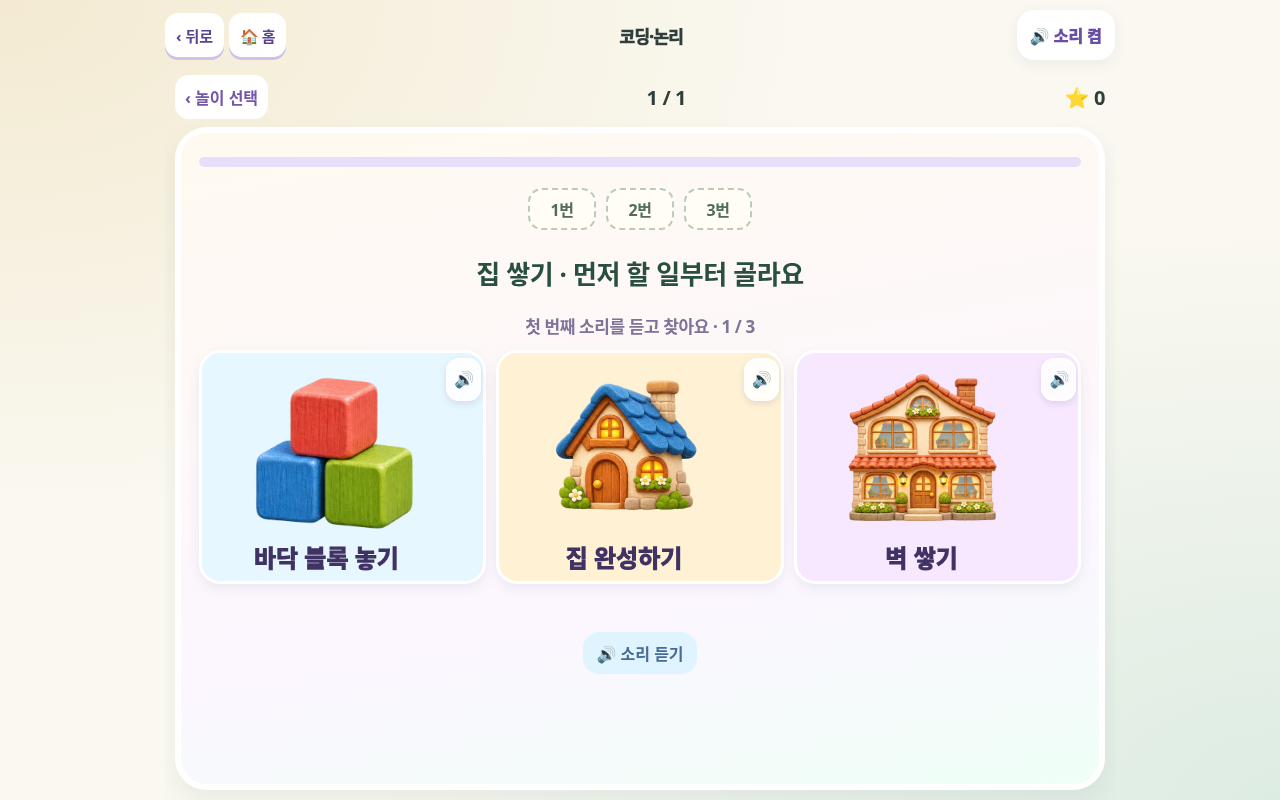 ‹ 뒤로
🏠 홈
코딩·논리
🔊 소리 켬
‹ 놀이 선택
1 / 1
⭐ 0
1번
2번
3번
집 쌓기 · 먼저 할 일부터 골라요
첫 번째 소리를 듣고 찾아요 · 1 / 3
바닥 블록 놓기
집 완성하기
벽 쌓기
🔊 소리 듣기